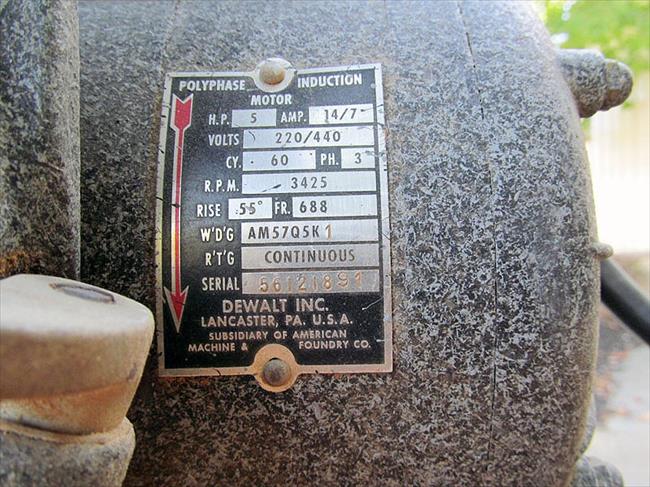 POLYPHASE INDUCTION
MOTOR
H.P. 5 AMP. 14/7
VOLTS 220/440
CY. 60 PH. 3
R.P.M. 3425
RISE 55° FR. 688
W'D'G AM57Q5K1
R'T'G CONTINUOUS
SERIAL 56121891
DEWALT INC.
LANCASTER, PA. U.S.A.
SUBSIDIARY OF AMERICAN
MACHINE & FOUNDRY CO.